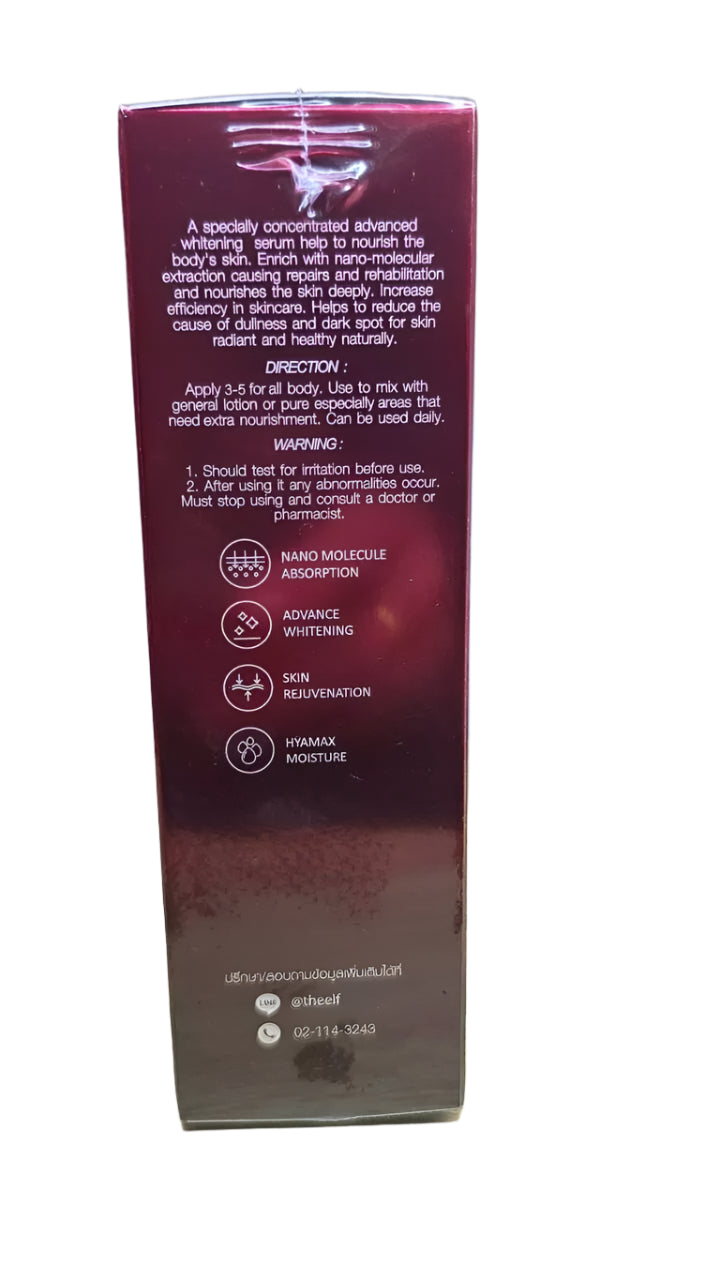 A specially concentrated advanced
whitening serum help to nourish the
body's skin. Enrich with nano-molecular
extraction causing repairs and rehabilitation
and nourishes the skin deeply. Increase
efficiency in skincare. Helps to reduce the
cause of dullness and dark spot for skin
radiant and healthy naturally.
DIRECTION :
Apply 3-5 for all body. Use to mix with
general lotion or pure especially areas that
need extra nourishment. Can be used daily.
WARNING :
1. Should test for irritation before use.
2. After using it any abnormalities occur.
Must stop using and consult a doctor or
pharmacist.
NANO MOLECULE
ABSORPTION
ADVANCE
WHITENING
SKIN
REJUVENATION
HYAMAX
MOISTURE
ปรึกษา/สอบถามข้อมูลเพิ่มเติมได้ที่
LINE @theelf
02-114-3243